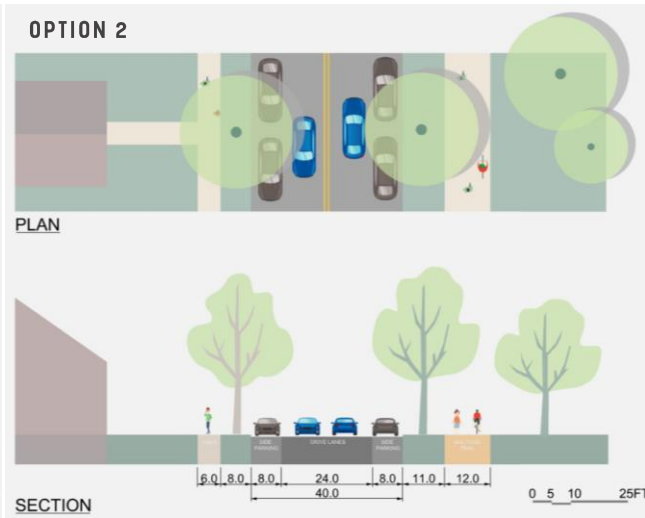 OPTION 2
PLAN
SIDE
PARKING
DRIVE LANES
SIDE
PARKING
6.0 8.0 8.0 24.0 8.0 11.0 12.0
40.0
0 5 10 25FT
SECTION